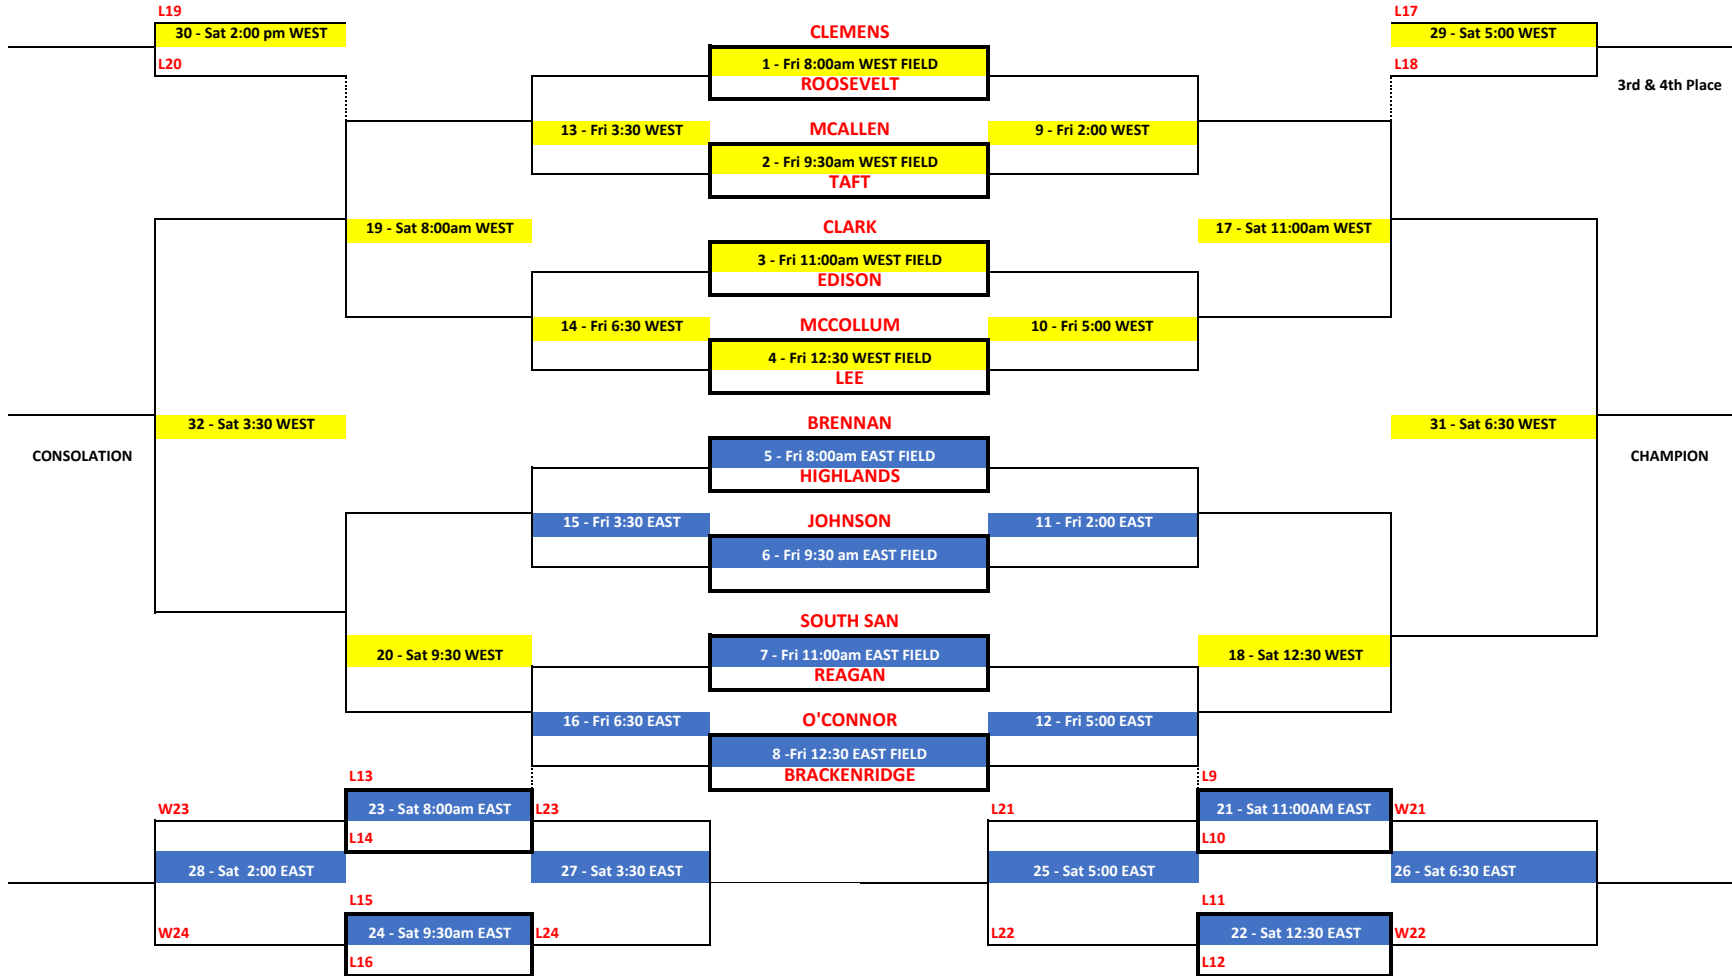 L19
L17
30 - Sat 2:00 pm WEST
CLEMENS
29 - Sat 5:00 WEST
L20
1 - Fri 8:00am WEST FIELD
L18
ROOSEVELT
3rd & 4th Place
13 - Fri 3:30 WEST
MCALLEN
9 - Fri 2:00 WEST
2 - Fri 9:30am WEST FIELD
TAFT
19 - Sat 8:00am WEST
CLARK
17 - Sat 11:00am WEST
3 - Fri 11:00am WEST FIELD
EDISON
14 - Fri 6:30 WEST
MCCOLLUM
10 - Fri 5:00 WEST
4 - Fri 12:30 WEST FIELD
LEE
32 - Sat 3:30 WEST
BRENNAN
31 - Sat 6:30 WEST
CONSOLATION
5 - Fri 8:00am EAST FIELD
CHAMPION
HIGHLANDS
15 - Fri 3:30 EAST
JOHNSON
11 - Fri 2:00 EAST
6 - Fri 9:30 am EAST FIELD
SOUTH SAN
20 - Sat 9:30 WEST
7 - Fri 11:00am EAST FIELD
18 - Sat 12:30 WEST
REAGAN
16 - Fri 6:30 EAST
O'CONNOR
12 - Fri 5:00 EAST
8 -Fri 12:30 EAST FIELD
L13
BRACKENRIDGE
L9
W23
23 - Sat 8:00am EAST
L23
L21
21 - Sat 11:00AM EAST
W21
L14
L10
28 - Sat 2:00 EAST
27 - Sat 3:30 EAST
25 - Sat 5:00 EAST
26 - Sat 6:30 EAST
L15
L11
W24
24 - Sat 9:30am EAST
L24
L22
22 - Sat 12:30 EAST
W22
L16
L12